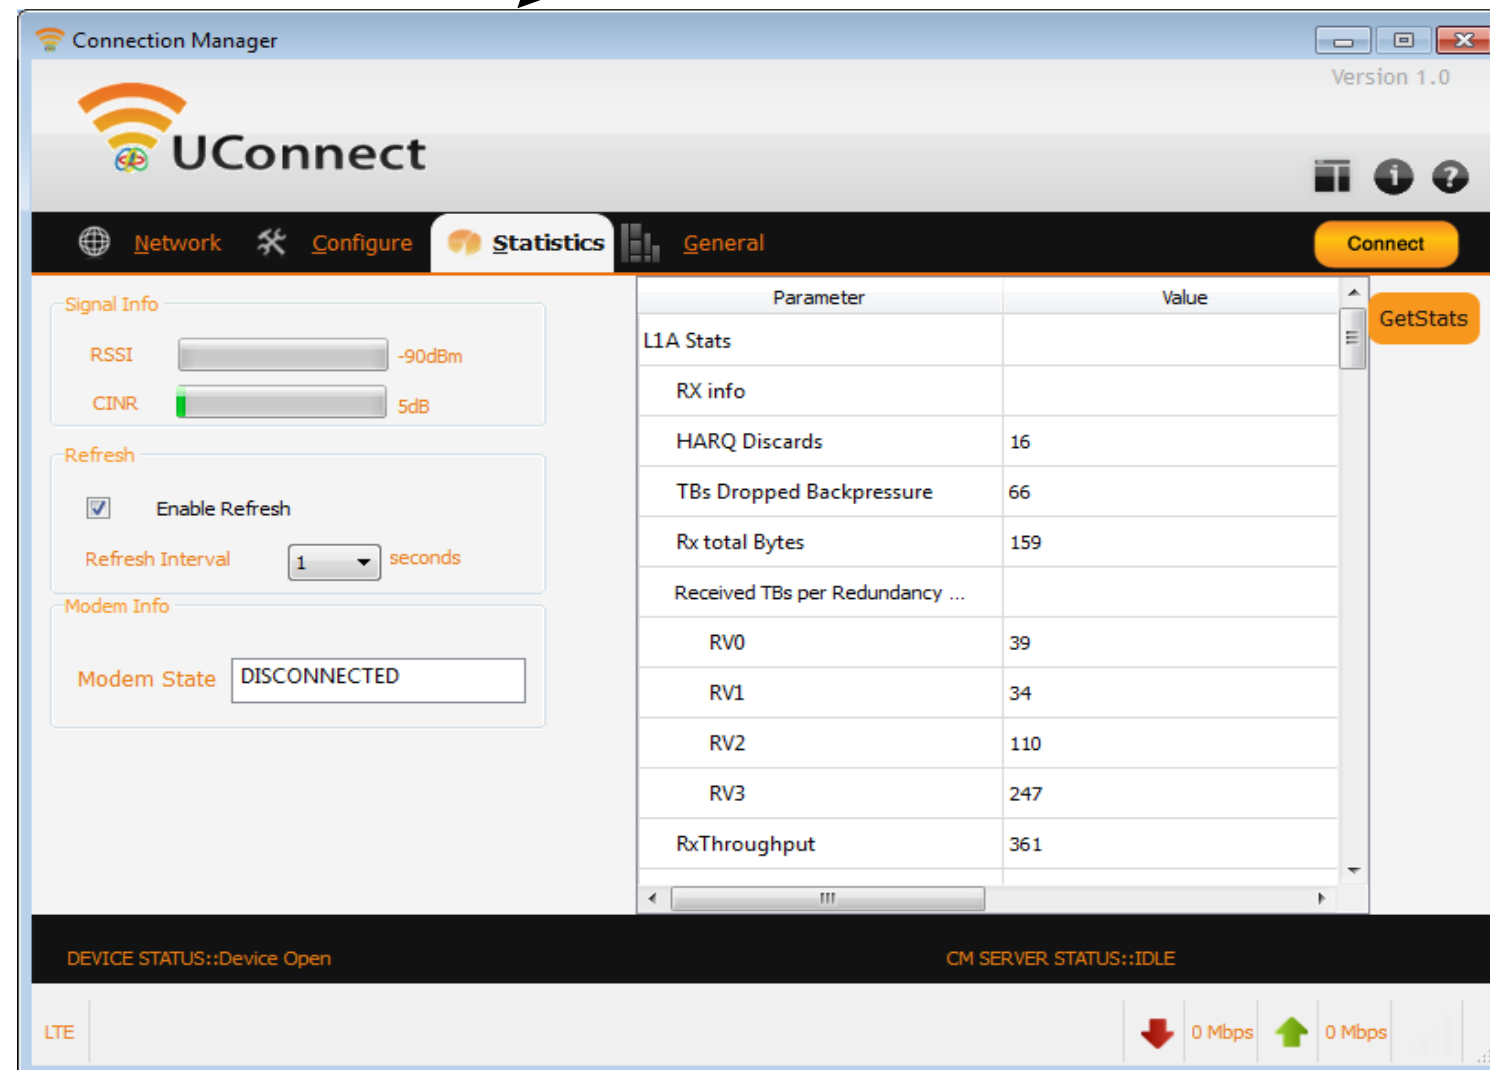 Connection Manager
Version 1.0
UConnect
Network Configure Statistics General Connect
Signal Info
RSSI -90dBm
CINR 5dB
Refresh
Enable Refresh
Refresh Interval 1 seconds
Modem Info
Modem State DISCONNECTED
Parameter Value
L1A Stats
RX info
HARQ Discards 16
TBs Dropped Backpressure 66
Rx total Bytes 159
Received TBs per Redundancy ...
RV0 39
RV1 34
RV2 110
RV3 247
RxThroughput 361
GetStats
DEVICE STATUS::Device Open CM SERVER STATUS::IDLE
LTE 0 Mbps 0 Mbps